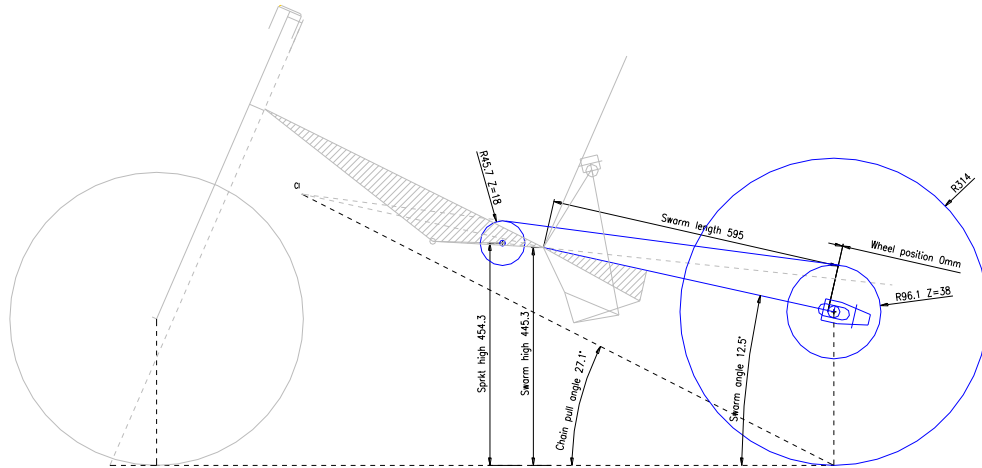 R45.7 Z=18
R314
Swarm length 595
Wheel position 0mm
R96.1 Z=38
Sprkt high 454.3
Swarm high 445.3
Chain pull angle 27.1°
Swarm angle 12.5°